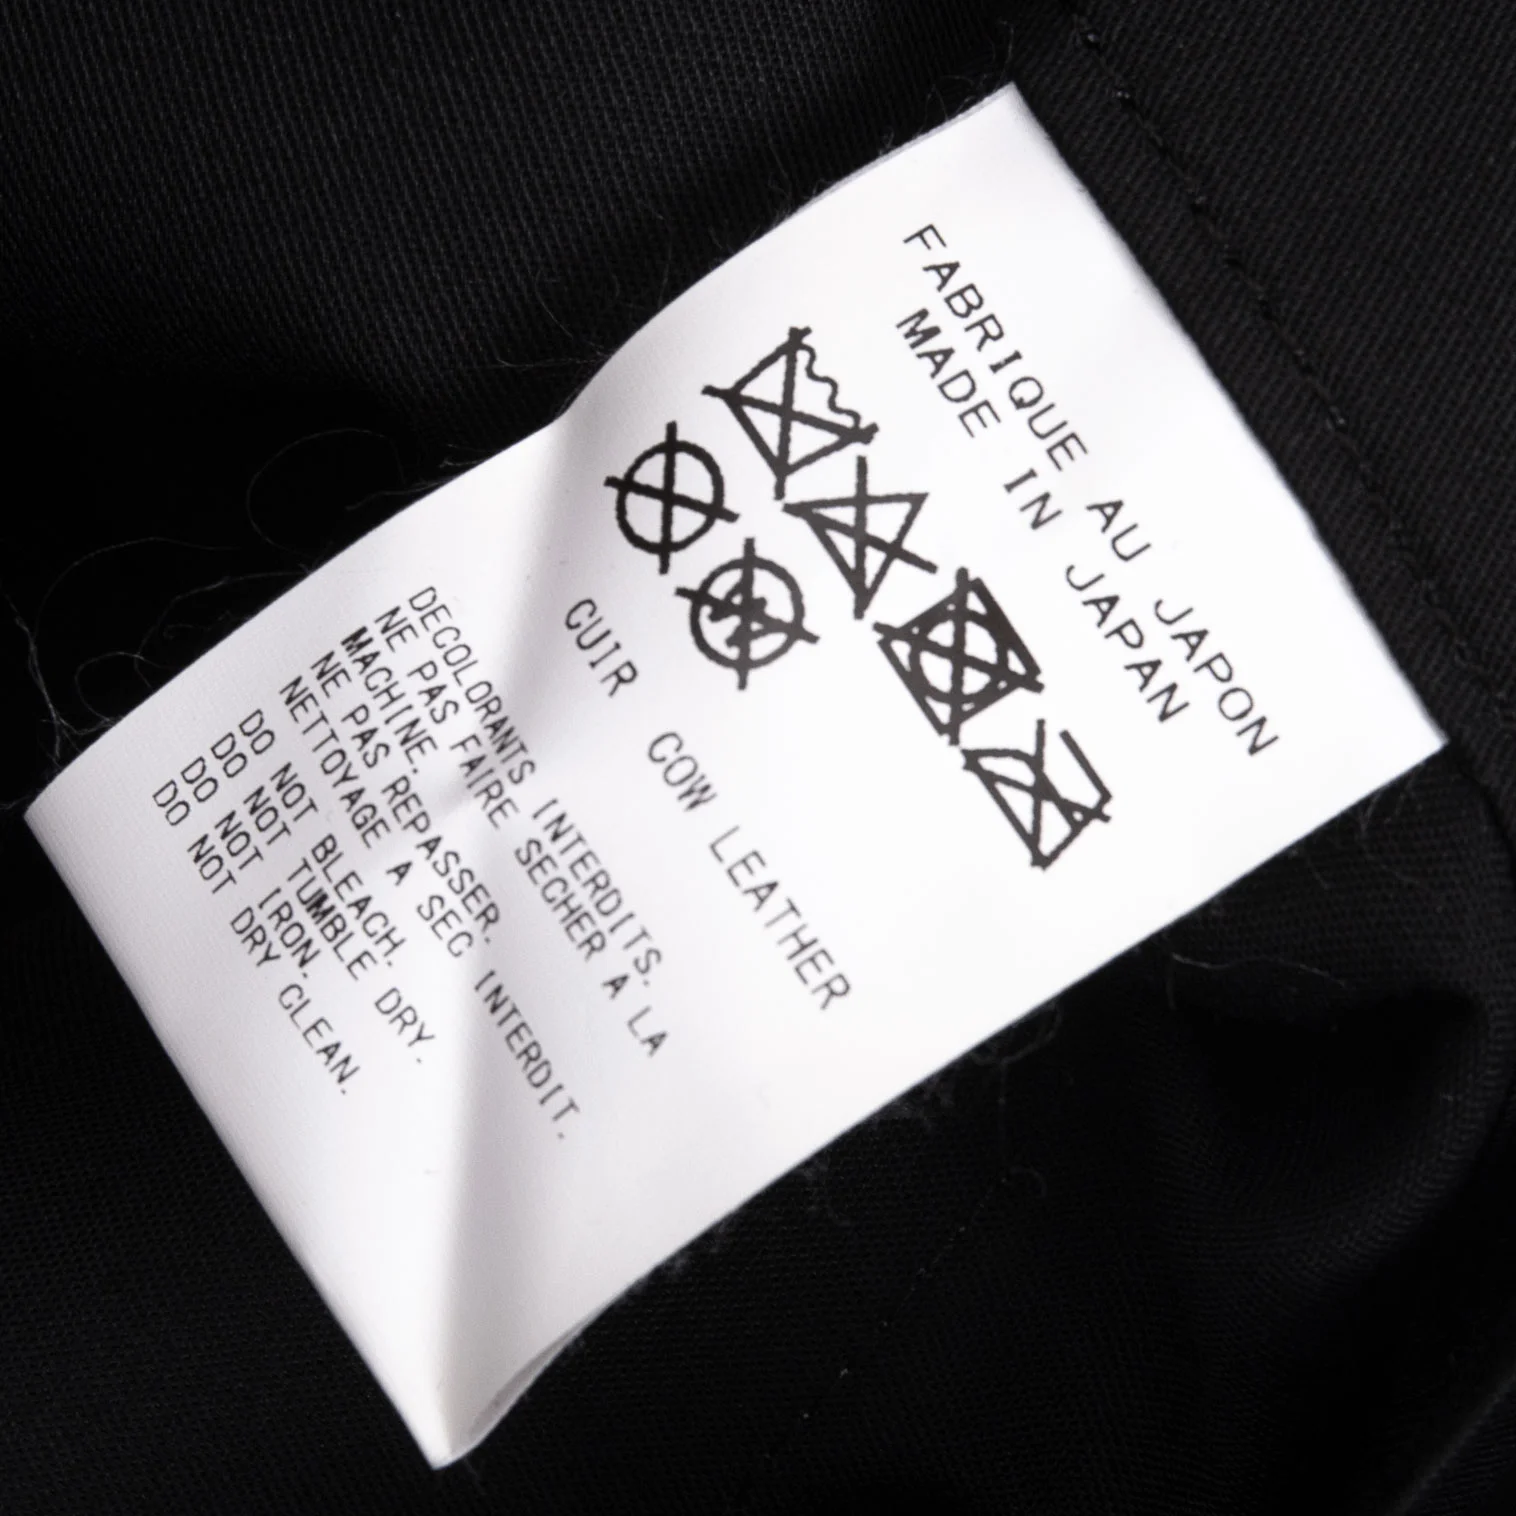 FABRIQUE AU JAPON
MADE IN JAPAN
W
CUIR COW LEATHER
DECOLORANTS INTERDITS.
NE PAS FAIRE SECHER A LA
MACHINE.
NE PAS REPASSER.
NETTOYAGE A SEC INTERDIT.
DO NOT BLEACH.
DO NOT TUMBLE DRY.
DO NOT IRON.
DO NOT DRY CLEAN.